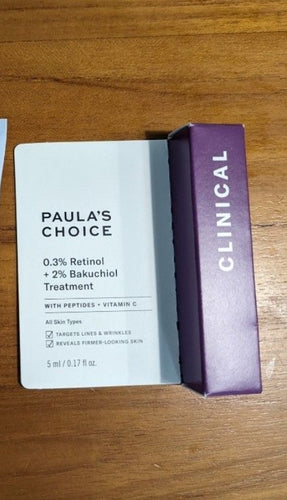 PAULA'S
CHOICE
0.3% Retinol
+ 2% Bakuchiol
Treatment
WITH PEPTIDES + VITAMIN C
All Skin Types
TARGETS LINES & WRINKLES
REVEALS FIRMER-LOOKING SKIN
5 ml / 0.17 fl. oz.
CLINICAL